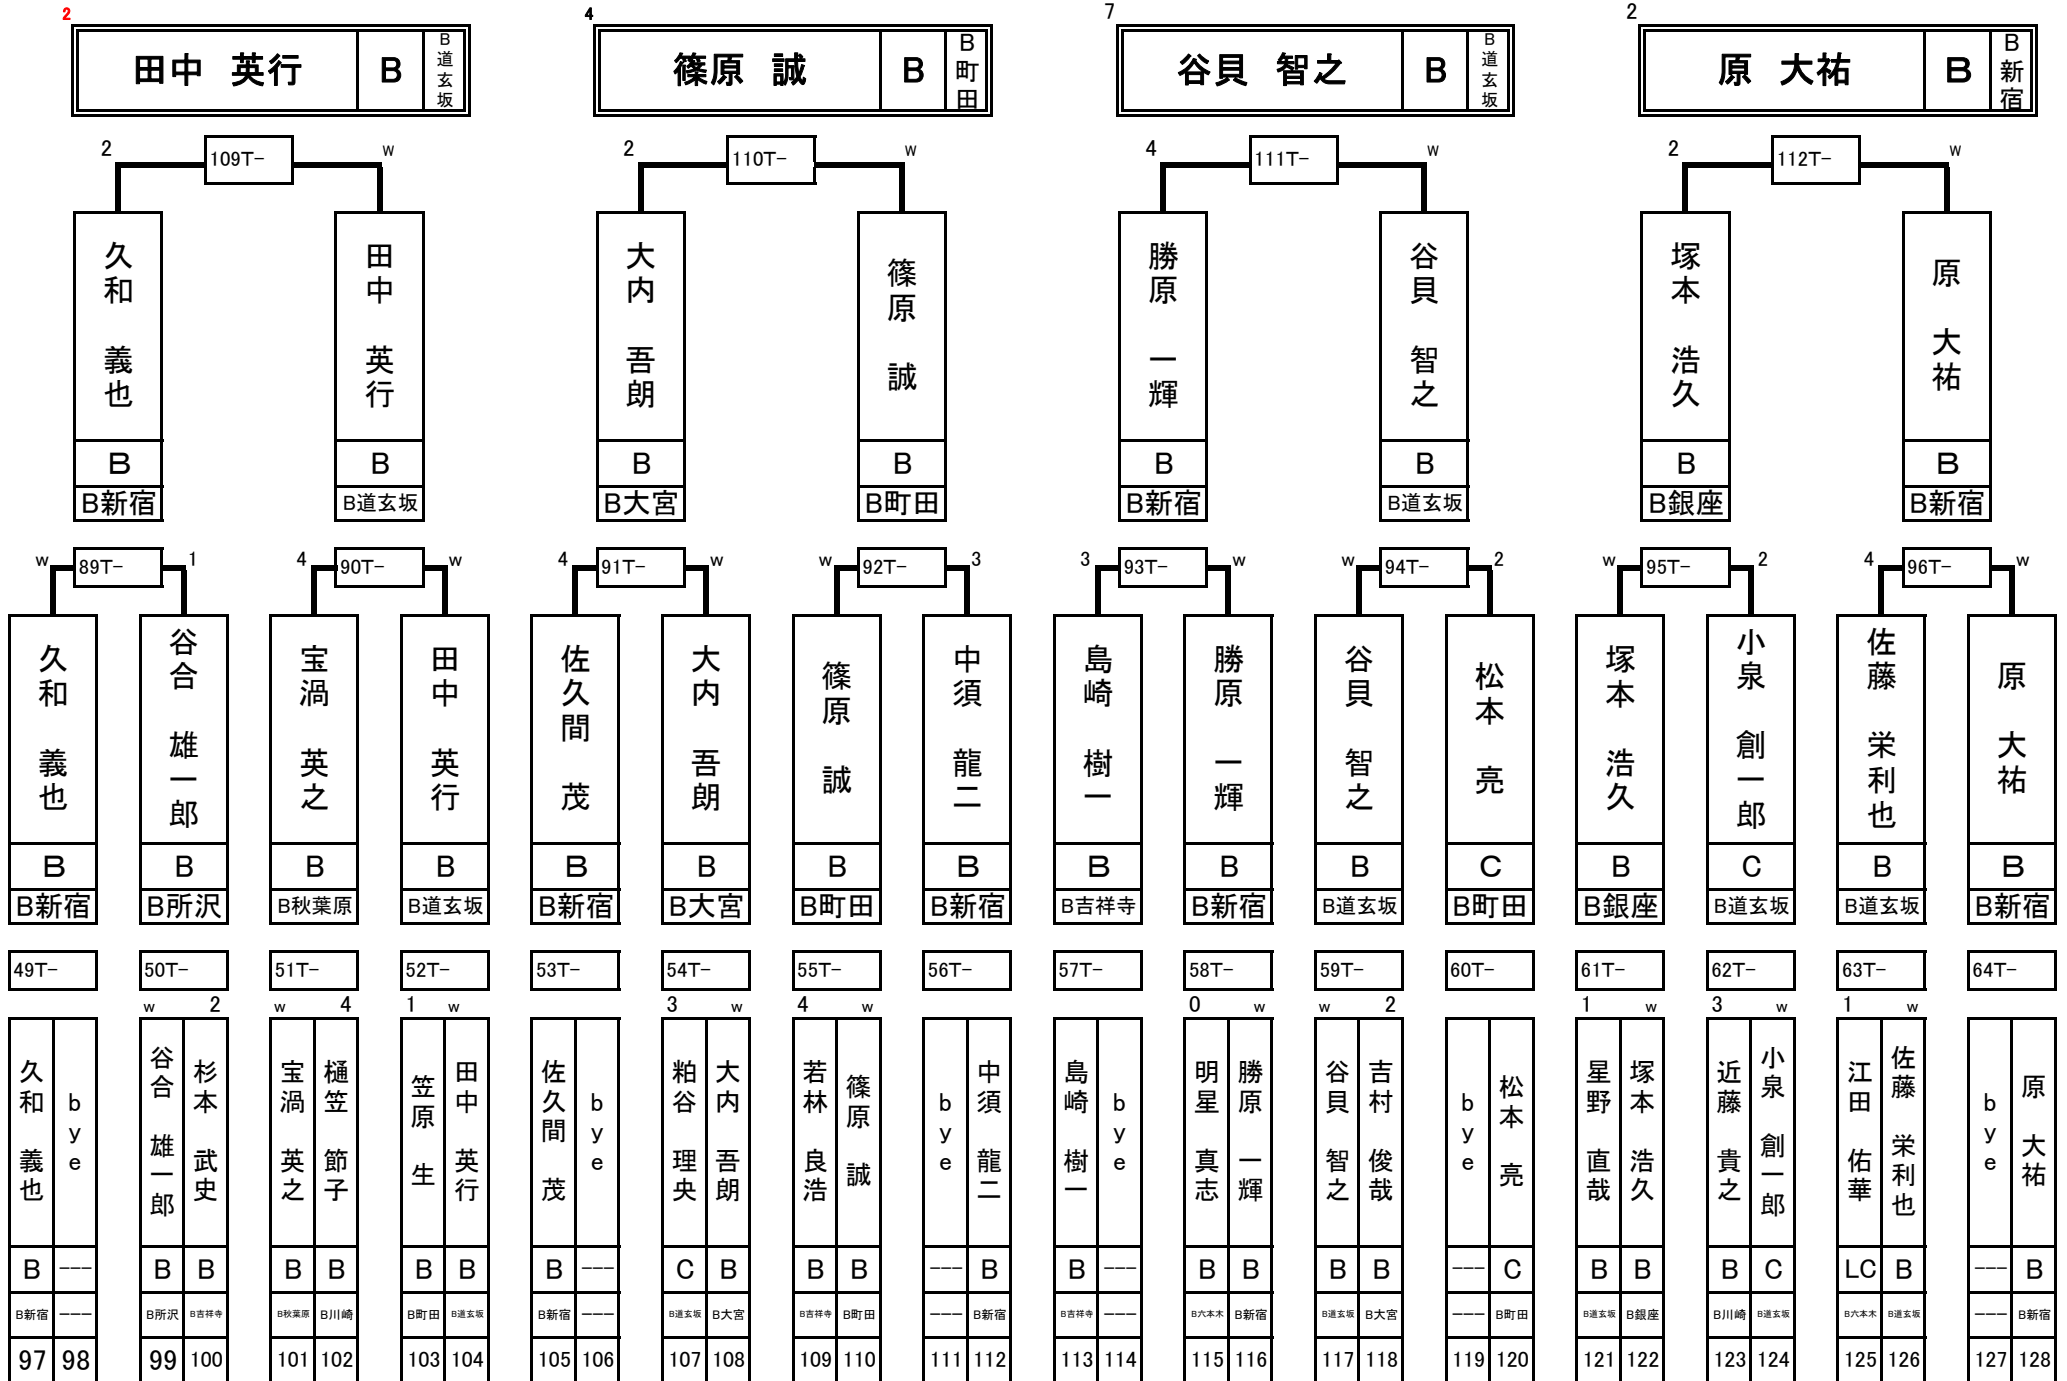 2 4 7 2
田中 英行 B B道玄坂
篠原 誠 B B町田
谷貝 智之 B B道玄坂
原 大祐 B B新宿
2 109T− w 2 110T− w 4 111T− w 2 112T− w
久和 義也 田中 英行 大内 吾朗 篠原 誠 勝原 一輝 谷貝 智之 塚本 浩久 原 大祐
B B B B B B B B
B新宿 B道玄坂 B大宮 B町田 B新宿 B道玄坂 B銀座 B新宿
w 89T− 1 4 90T− w 4 91T− w w 92T− 3 3 93T− w w 94T− 2 w 95T− 2 4 96T− w
久和 義也 谷合 雄一郎 宝渦 英之 田中 英行 佐久間 茂 大内 吾朗 篠原 誠 中須 龍二 島崎 樹一 勝原 一輝 谷貝 智之 松本 亮 塚本 浩久 小泉 創一郎 佐藤 栄利也 原 大祐
B B B B B B B B B B B C B C B B
B新宿 B所沢 B秋葉原 B道玄坂 B新宿 B大宮 B町田 B新宿 B吉祥寺 B新宿 B道玄坂 B町田 B銀座 B道玄坂 B道玄坂 B新宿
49T− 50T− 51T− 52T− 53T− 54T− 55T− 56T− 57T− 58T− 59T− 60T− 61T− 62T− 63T− 64T−
w 2 w 4 1 w 3 w 4 w 0 w w 2 1 w 3 w 1 w
久和 義也 bye 谷合 雄一郎 杉本 武史 宝渦 英之 樋笠 節子 笠原 生 田中 英行 佐久間 茂 bye 粕谷 理央 大内 吾朗 若林 良浩 篠原 誠 bye 中須 龍二 島崎 樹一 bye 明星 真志 勝原 一輝 谷貝 智之 吉村 俊哉 bye 松本 亮 星野 直哉 塚本 浩久 近藤 貴之 小泉 創一郎 江田 佑華 佐藤 栄利也 bye 原 大祐
B −−− B B B B B B B −−− C B B B −−− B B −−− B B B B −−− C B B B C LC B −−− B
B新宿 −−− B所沢 B吉祥寺 B秋葉原 B川崎 B町田 B道玄坂 B新宿 −−− B道玄坂 B大宮 B吉祥寺 B町田 −−− B新宿 B吉祥寺 −−− B六本木 B新宿 B道玄坂 B大宮 −−− B町田 B道玄坂 B銀座 B川崎 B道玄坂 B六本木 B道玄坂 −−− B新宿
97 98 99 100 101 102 103 104 105 106 107 108 109 110 111 112 113 114 115 116 117 118 119 120 121 122 123 124 125 126 127 128